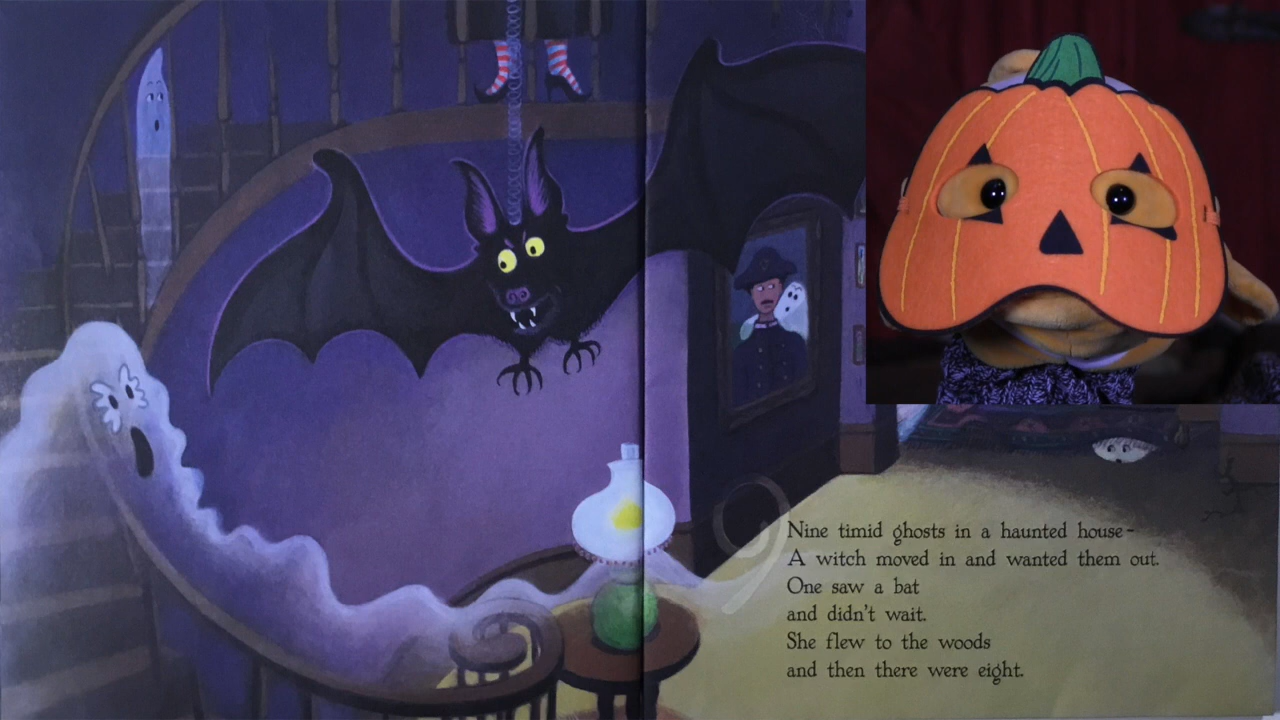 Nine timid ghosts in a haunted house–
A witch moved in and wanted them out.
One saw a bat
and didn't wait.
She flew to the woods
and then there were eight.